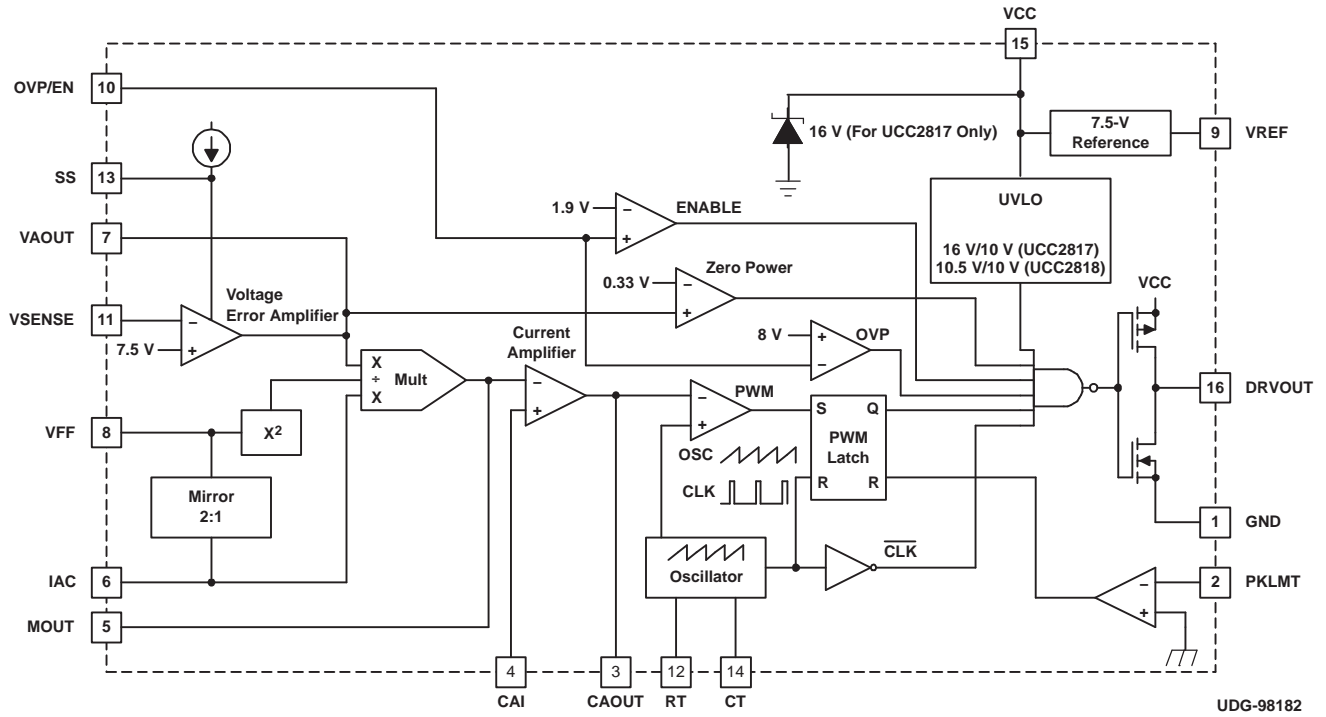 VCC
15
OVP/EN
10
16 V (For UCC2817 Only)
7.5-V
Reference
9
VREF
SS
13
UVLO
16 V/10 V (UCC2817)
10.5 V/10 V (UCC2818)
1.9 V
−
+
ENABLE
VAOUT
7
0.33 V
−
+
Zero Power
VCC
VSENSE
11
−
7.5 V
+
Voltage
Error Amplifier
8 V
+
−
OVP
Current
Amplifier
X
÷
X
Mult
−
+
−
+
PWM
16
DRVOUT
VFF
8
X2
S
Q
PWM
Latch
R
R
OSC
CLK
Mirror
2:1
1
GND
IAC
6
Oscillator
CLK
−
+
2
PKLMT
MOUT
5
4
3
12
14
CAI
CAOUT
RT
CT
UDG-98182